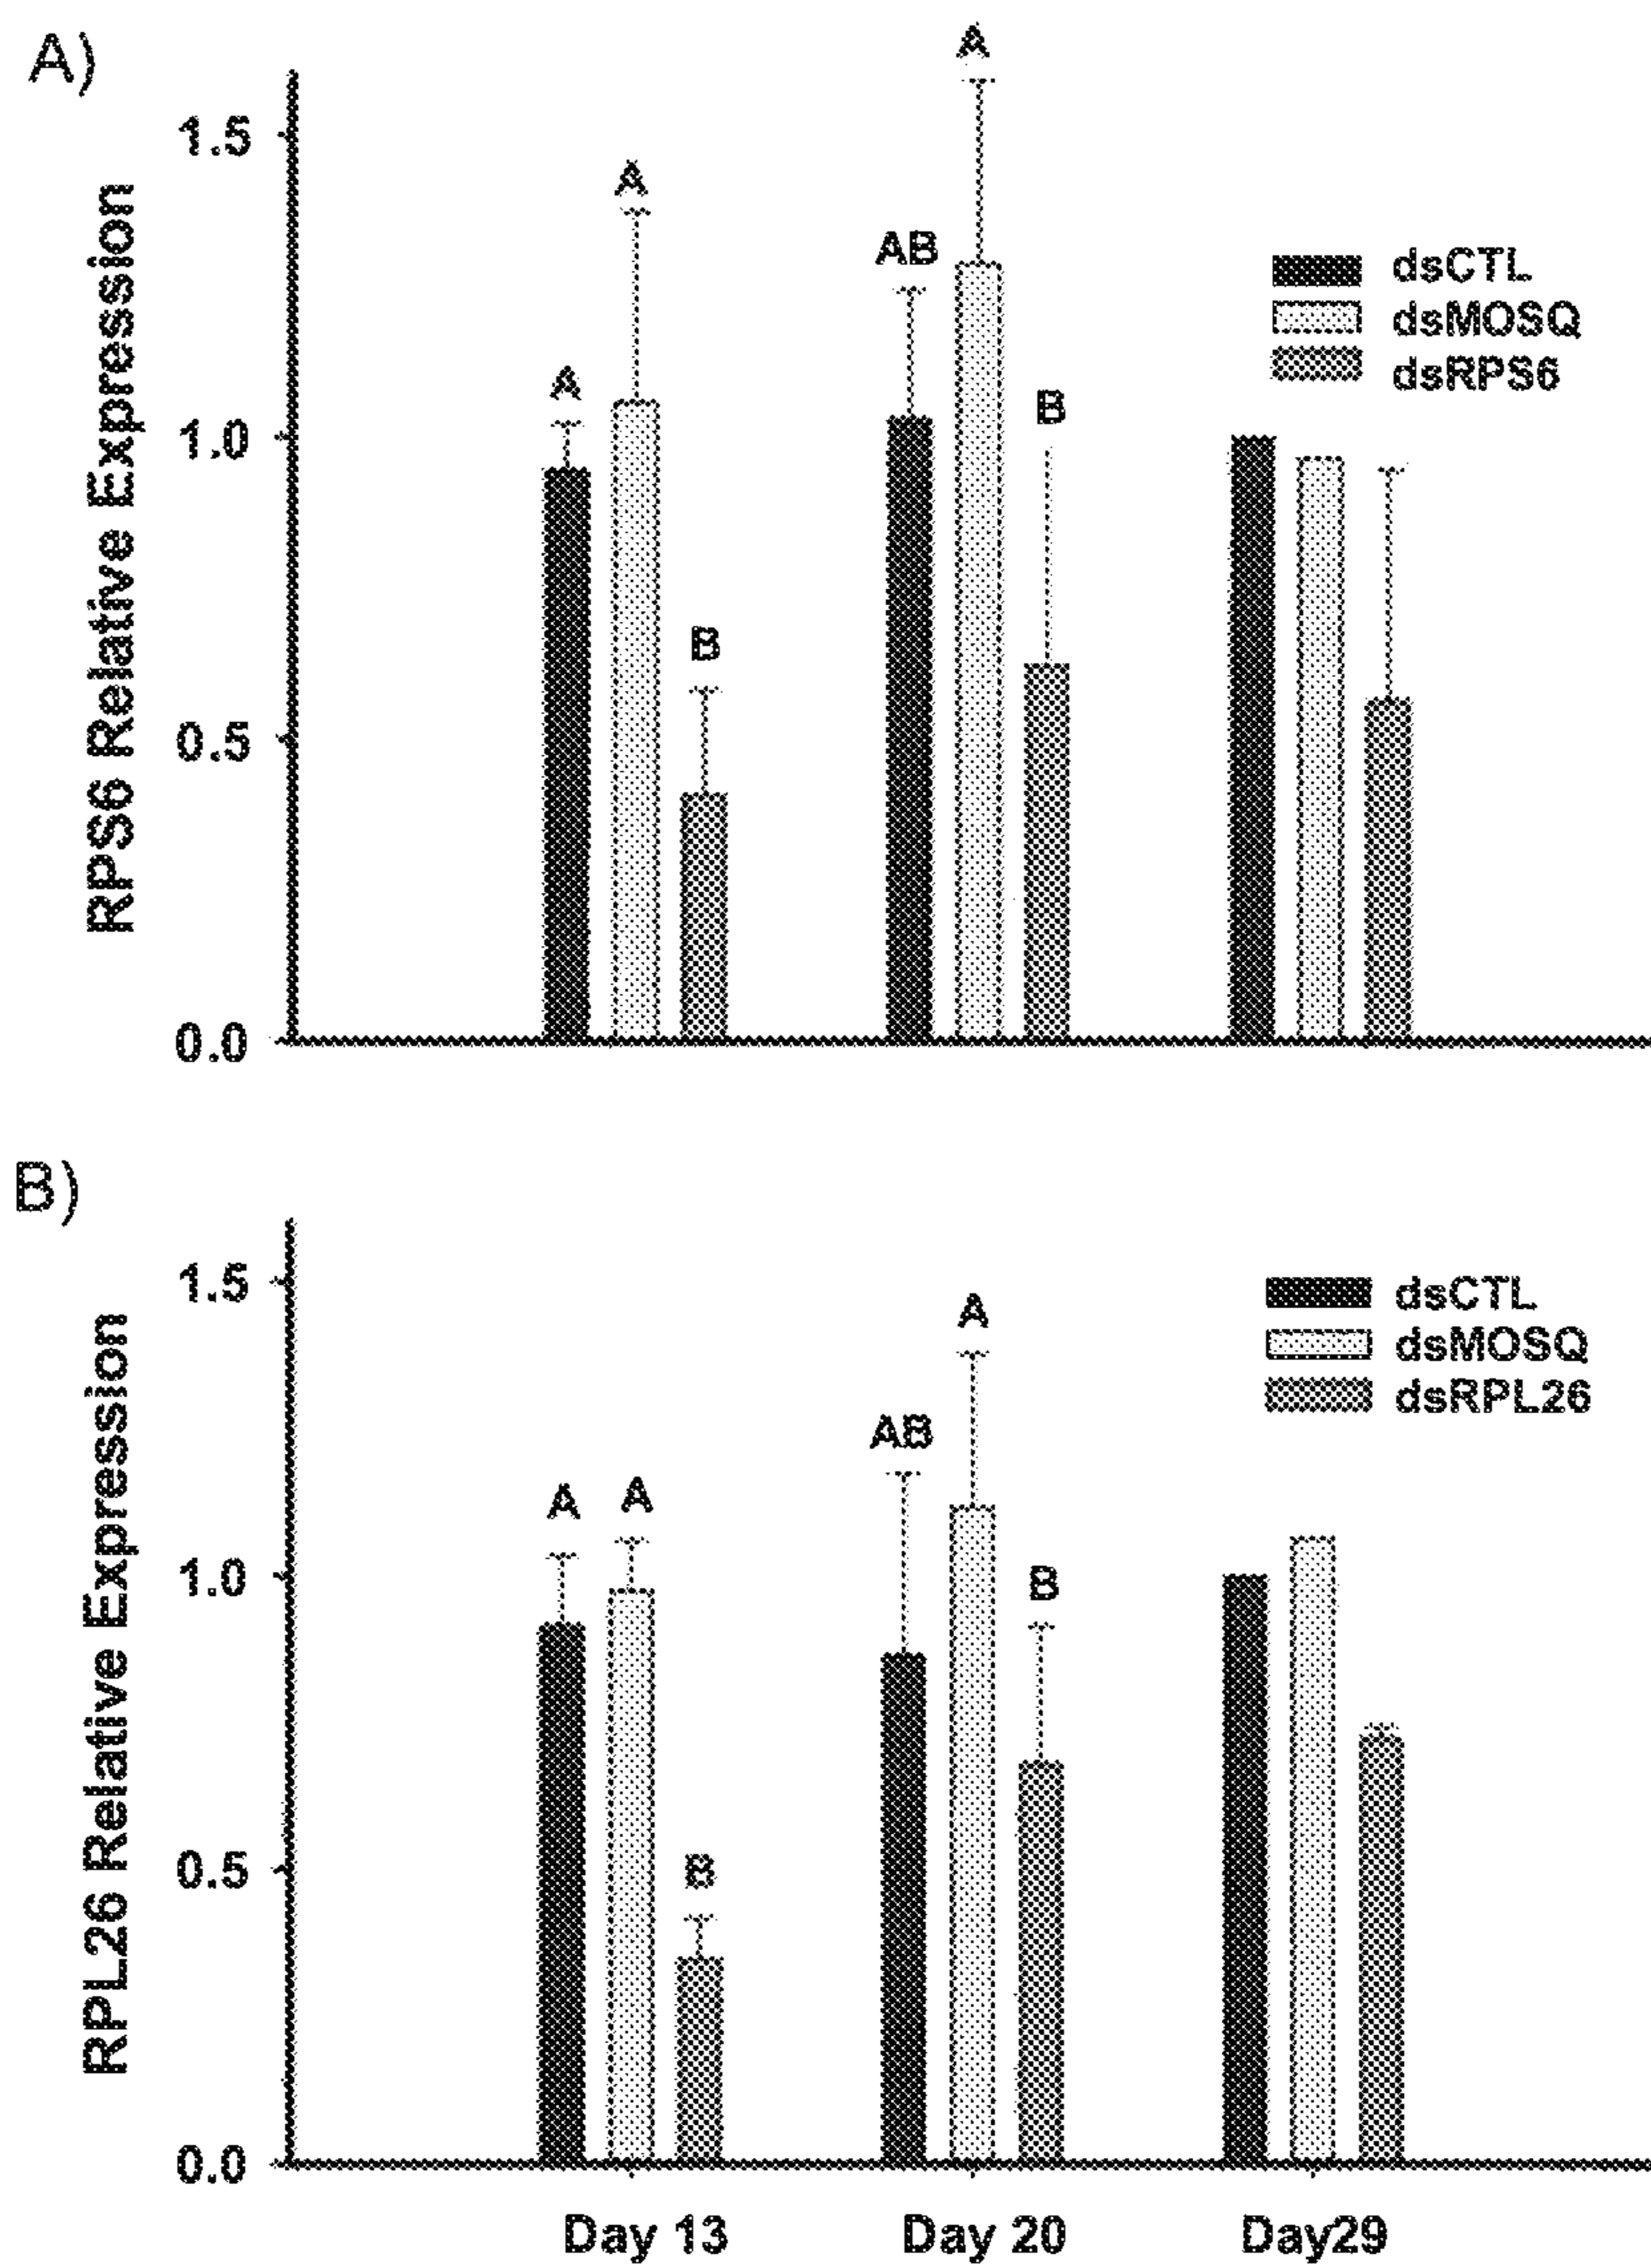 A)
RPS6 Relative Expression
1.5
1.0
0.5
0.0
A
A
B
AB
A
B
dsCTL
dsMOSQ
dsRPS6
B)
RPL26 Relative Expression
1.5
1.0
0.5
0.0
A
A
B
AB
A
B
dsCTL
dsMOSQ
dsRPL26
Day 13
Day 20
Day29